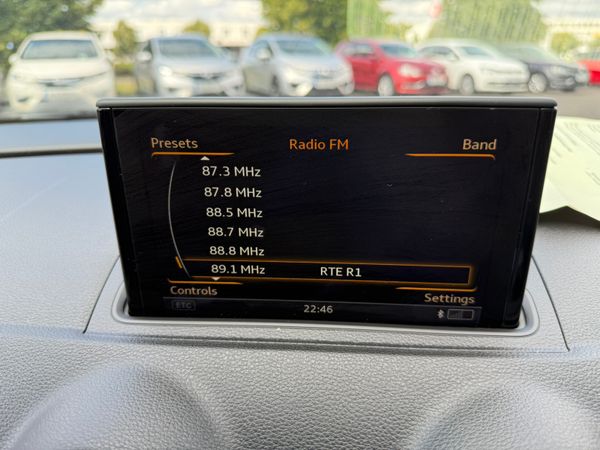 Presets Radio FM Band
87.3 MHz
87.8 MHz
88.5 MHz
88.7 MHz
88.8 MHz
89.1 MHz RTE R1
Controls Settings
ETC 22:46